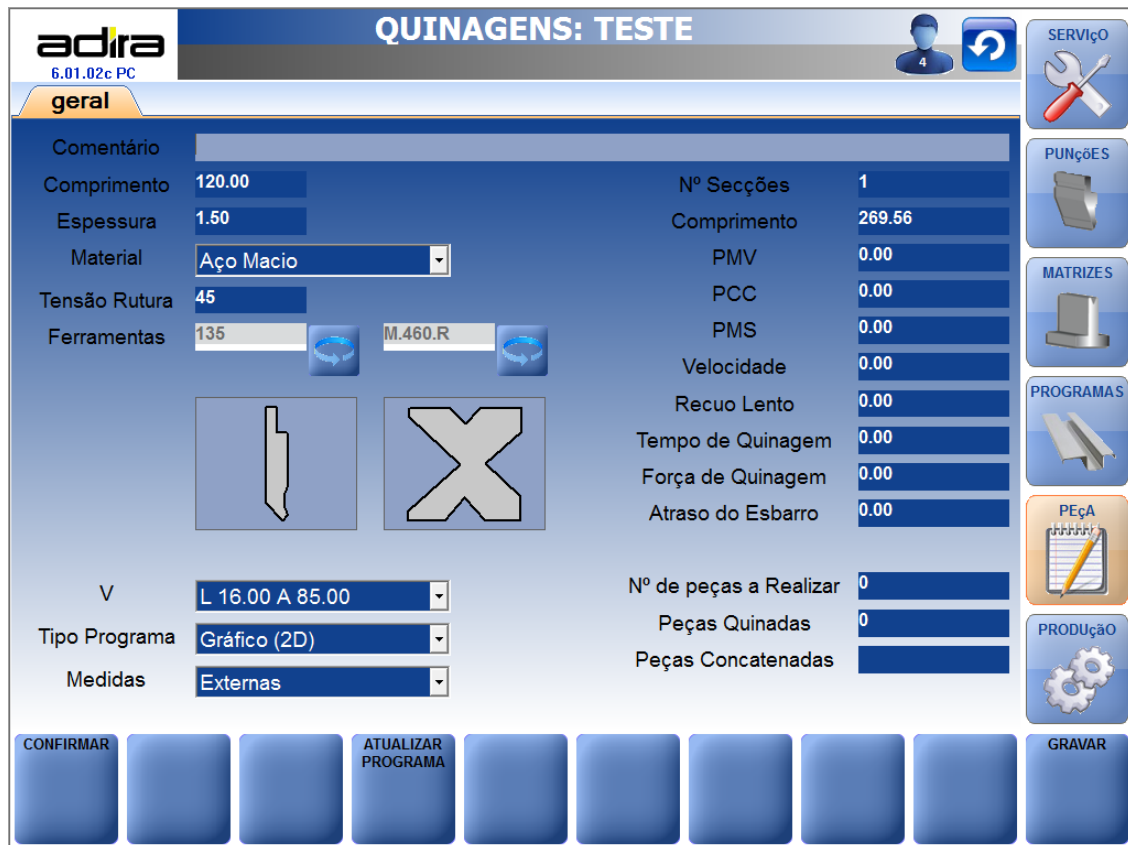 adira
6.01.02c PC
QUINAGENS: TESTE
4
SERVIçO
geral
Comentário
PUNçõES
Comprimento 120.00
Nº Secções 1
Espessura 1.50
Comprimento 269.56
Material Aço Macio
PMV 0.00
MATRIZES
Tensão Rutura 45
PCC 0.00
Ferramentas 135 M.460.R
PMS 0.00
Velocidade 0.00
PROGRAMAS
Recuo Lento 0.00
Tempo de Quinagem 0.00
Força de Quinagem 0.00
Atraso do Esbarro 0.00
PEçA
V L 16.00 A 85.00
Nº de peças a Realizar 0
Tipo Programa Gráfico (2D)
Peças Quinadas 0
PRODUçãO
Medidas Externas
Peças Concatenadas
CONFIRMAR
ATUALIZAR
PROGRAMA
GRAVAR